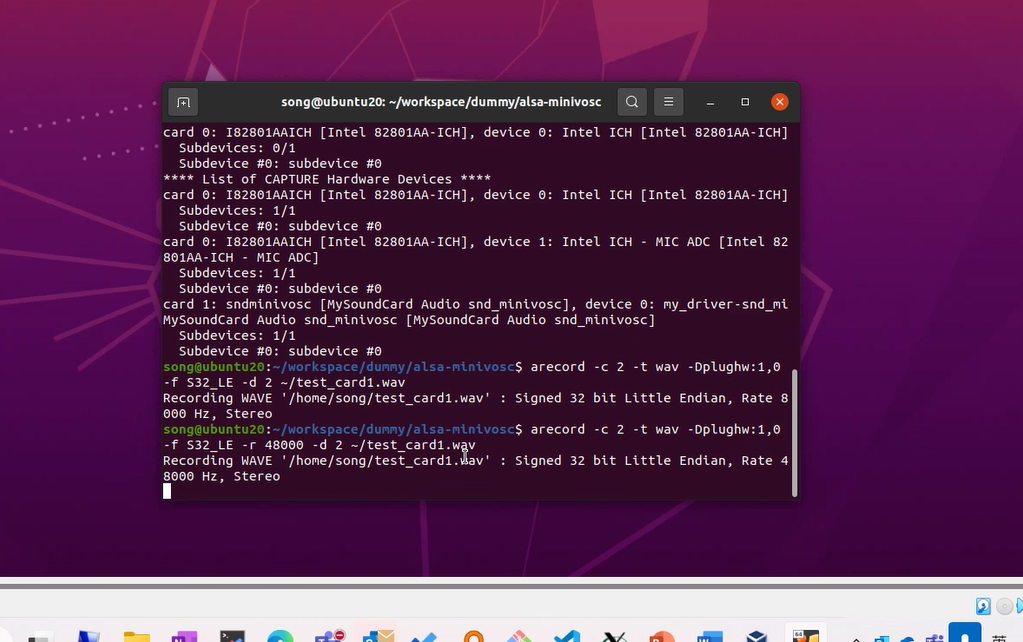 song@ubuntu20: ~/workspace/dummy/alsa-minivosc
card 0: I82801AAICH [Intel 82801AA-ICH], device 0: Intel ICH [Intel 82801AA-ICH]
Subdevices: 0/1
Subdevice #0: subdevice #0
**** List of CAPTURE Hardware Devices ****
card 0: I82801AAICH [Intel 82801AA-ICH], device 0: Intel ICH [Intel 82801AA-ICH]
Subdevices: 1/1
Subdevice #0: subdevice #0
card 0: I82801AAICH [Intel 82801AA-ICH], device 1: Intel ICH - MIC ADC [Intel 82
801AA-ICH - MIC ADC]
Subdevices: 1/1
Subdevice #0: subdevice #0
card 1: sndminivosc [MySoundCard Audio snd_minivosc], device 0: my_driver-snd_mi
MySoundCard Audio snd_minivosc [MySoundCard Audio snd_minivosc]
Subdevices: 1/1
Subdevice #0: subdevice #0
song@ubuntu20:~/workspace/dummy/alsa-minivosc$ arecord -c 2 -t wav -Dplughw:1,0
-f S32_LE -d 2 ~/test_card1.wav
Recording WAVE '/home/song/test_card1.wav' : Signed 32 bit Little Endian, Rate 8
000 Hz, Stereo
song@ubuntu20:~/workspace/dummy/alsa-minivosc$ arecord -c 2 -t wav -Dplughw:1,0
-f S32_LE -r 48000 -d 2 ~/test_card1.wav
Recording WAVE '/home/song/test_card1.wav' : Signed 32 bit Little Endian, Rate 4
8000 Hz, Stereo